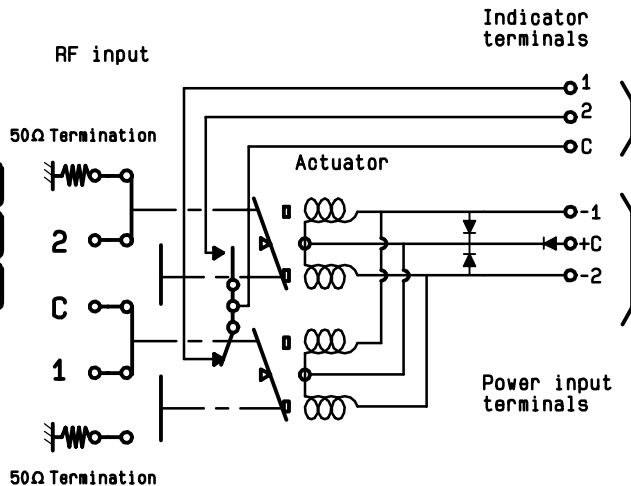 Indicator
terminals
RF input
1
2
C
50Ω Termination
Actuator
-1
+C
-2
2
C
1
Power input
terminals
50Ω Termination